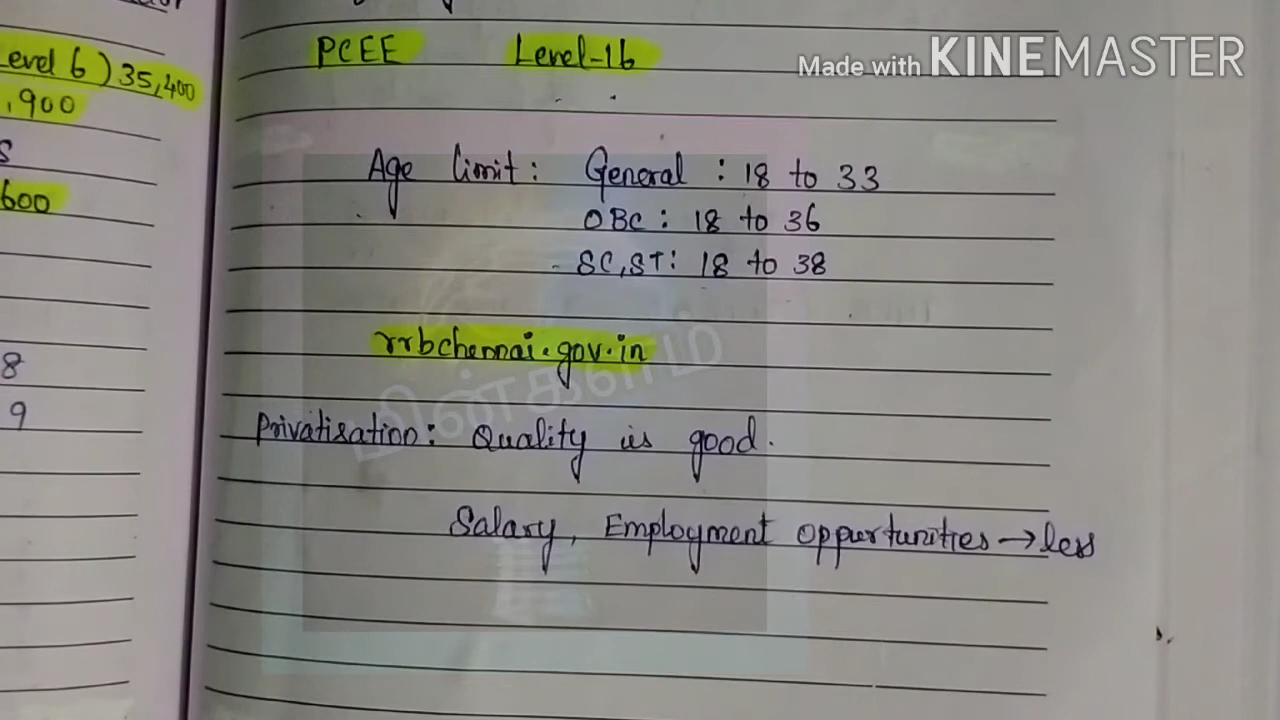 evel 6) 35,400
,900
s
600
8
9
PCEE Level-16
Made with KINEMASTER
Age limit: General : 18 to 33
OBC : 18 to 36
SC,ST: 18 to 38
rrbchennai.gov.in
மின்களம்
Privatisation: Quality is good.
Salary, Employment oppurtunities → less